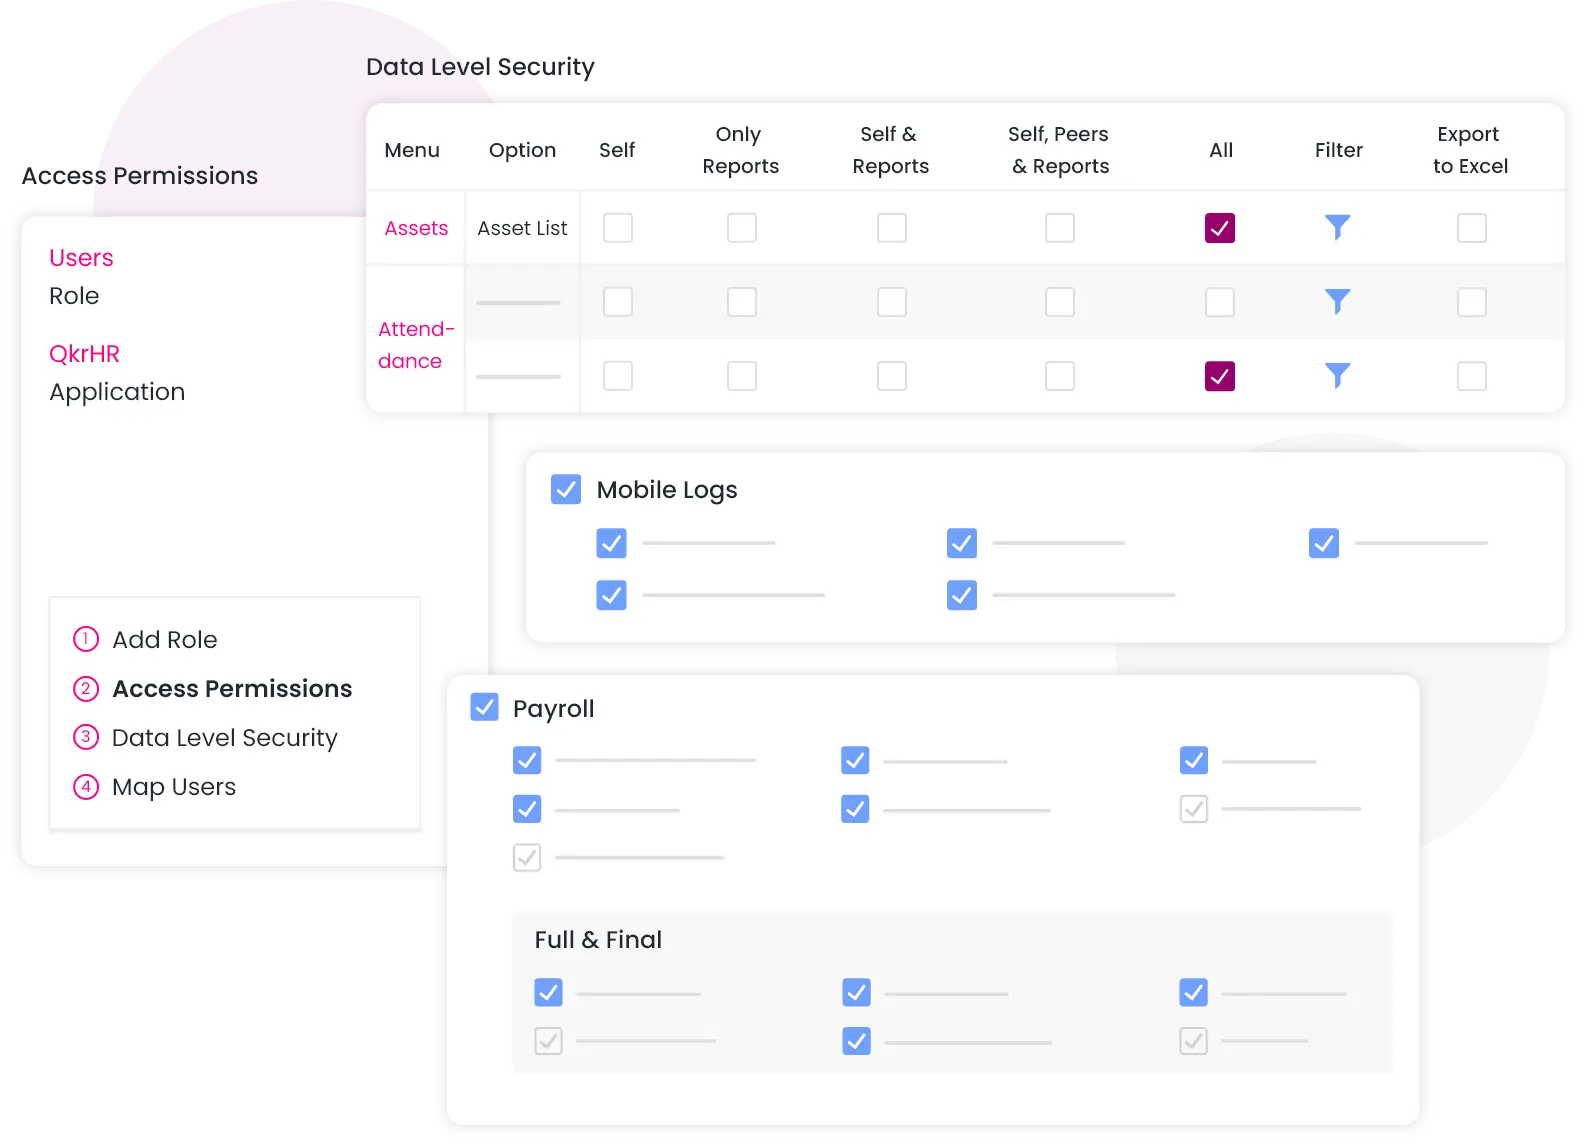 Data Level Security
Menu Option Self Only Reports Self & Reports Self, Peers & Reports All Filter Export to Excel
Assets Asset List
Attend-
dance
Access Permissions
Users
Role
QkrHR
Application
1 Add Role
2 Access Permissions
3 Data Level Security
4 Map Users
Mobile Logs
Payroll
Full & Final